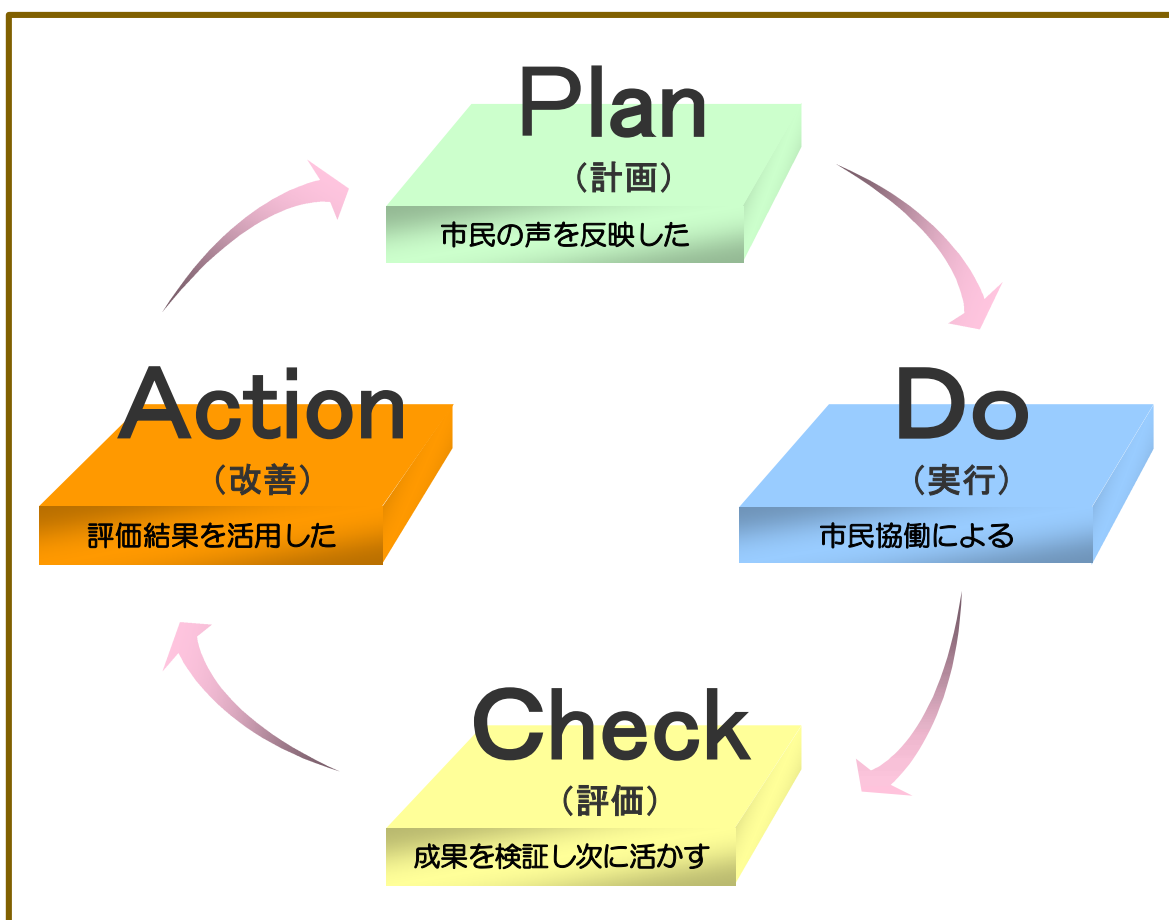 Plan
（計画）
市民の声を反映した
Do
（実行）
市民協働による
Check
（評価）
成果を検証し次に活かす
Action
（改善）
評価結果を活用した